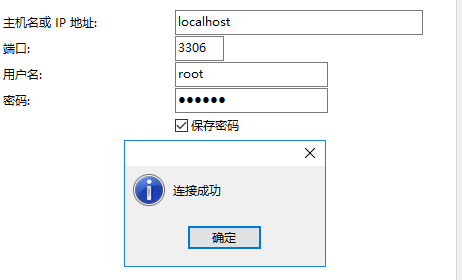 主机名或 IP 地址: localhost
端口: 3306
用户名: root
密码: ●●●●●●
保存密码
连接成功
确定